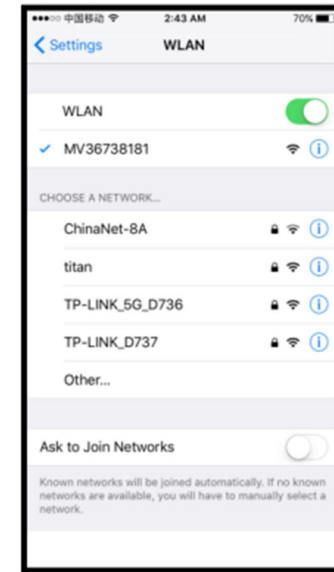 中国移动 2:43 AM 70%
Settings WLAN
WLAN
MV36738181
CHOOSE A NETWORK...
ChinaNet-8A
titan
TP-LINK_5G_D736
TP-LINK_D737
Other...
Ask to Join Networks
Known networks will be joined automatically. If no known
networks are available, you will have to manually select a
network.